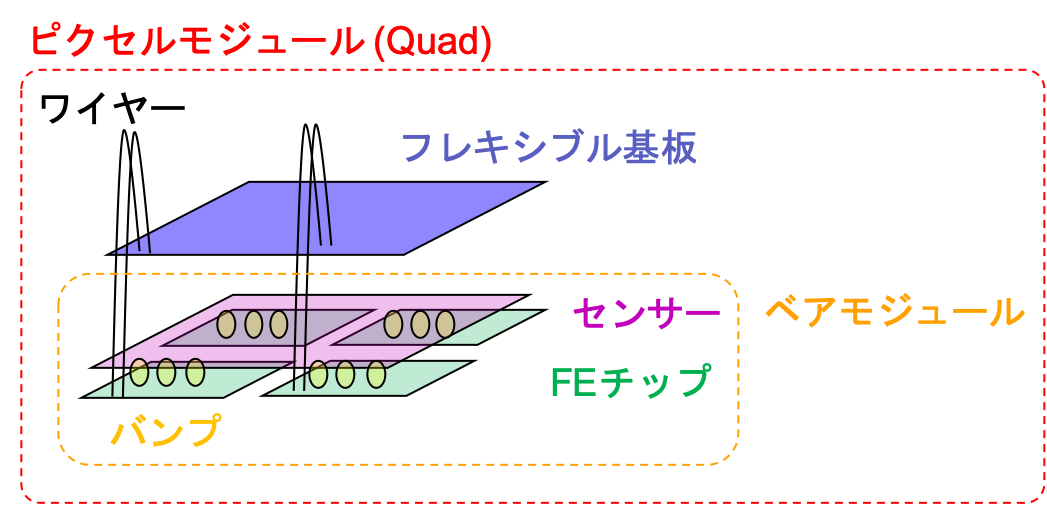 ピクセルモジュール (Quad)
ワイヤー
フレキシブル基板
センサー
ベアモジュール
FEチップ
バンプ